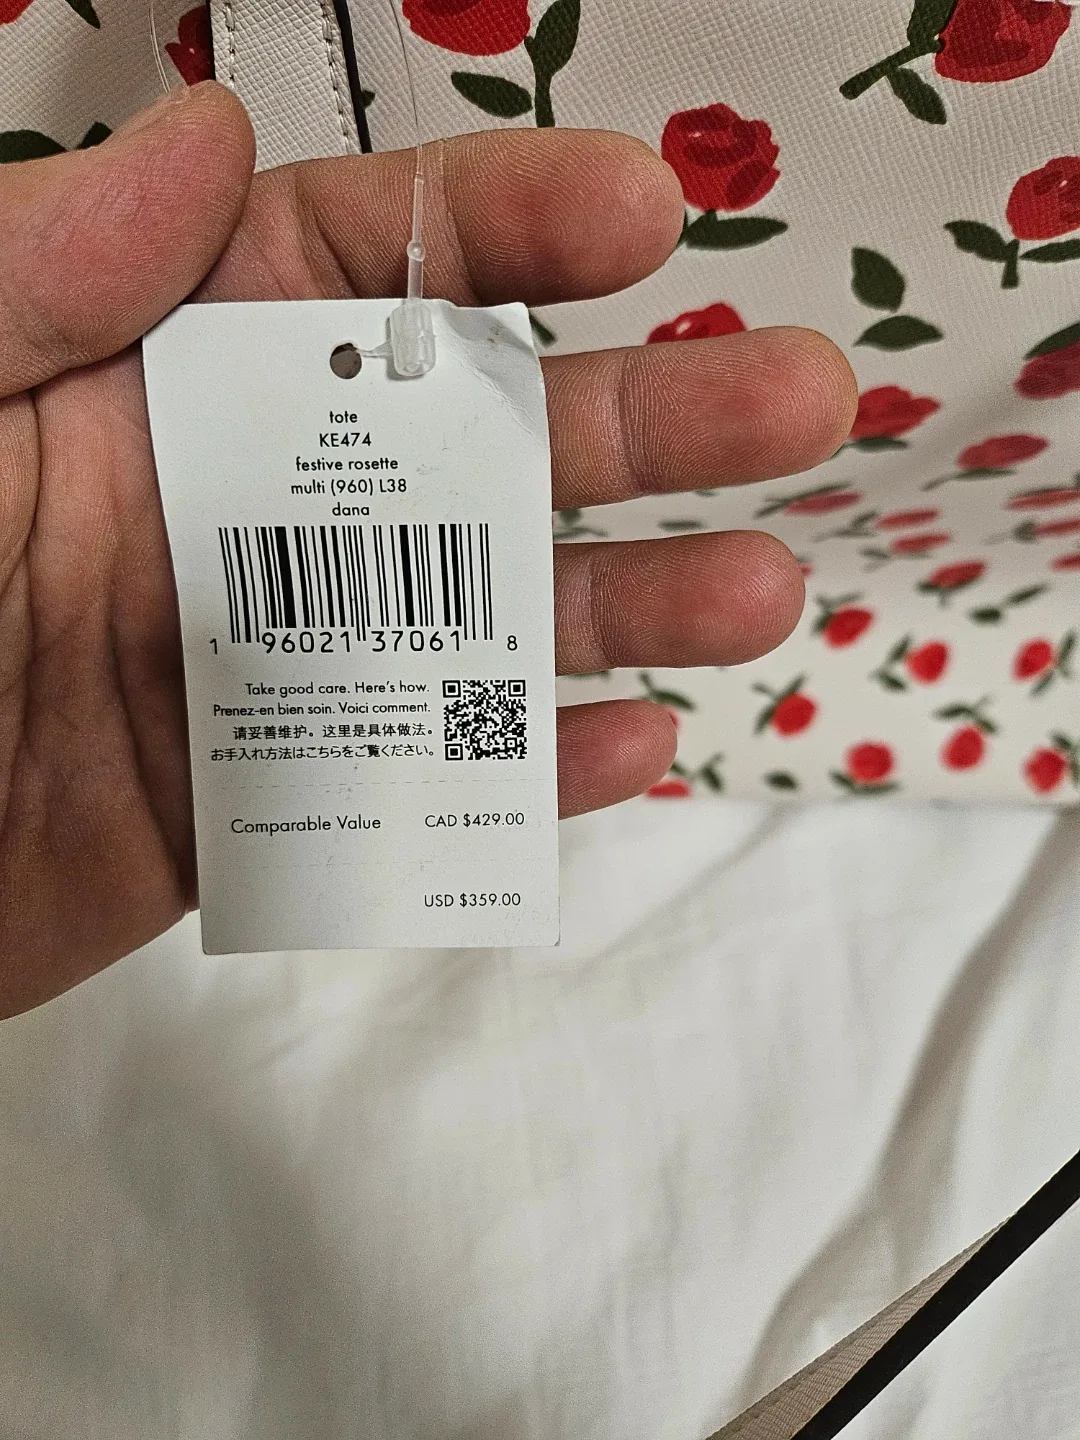 tote
KE474
festive rosette
multi (960) L38
dana
1 96021 37061 8
Take good care. Here's how.
Prenez-en bien soin. Voici comment.
请妥善维护。这里是具体做法。
お手入れ方法はこちらをご覧ください。
Comparable Value CAD $429.00
USD $359.00